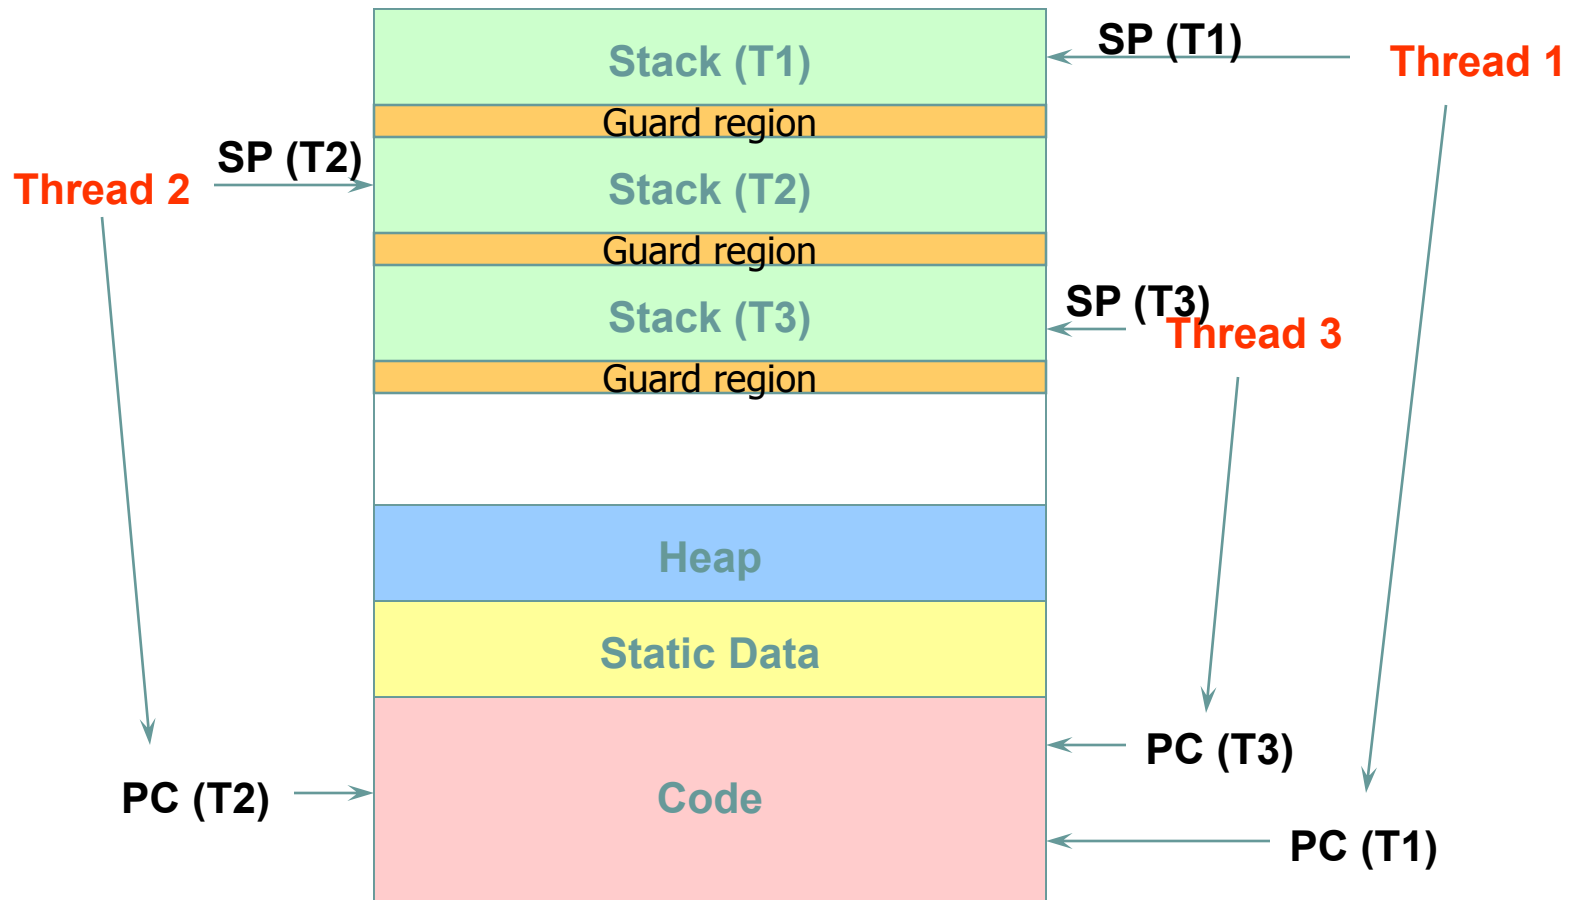 SP (T1)
Stack (T1)
Thread 1
Guard region
SP (T2)
Thread 2
Stack (T2)
Guard region
SP (T3)
Stack (T3)
Thread 3
Guard region
Heap
Static Data
PC (T3)
PC (T2)
Code
PC (T1)